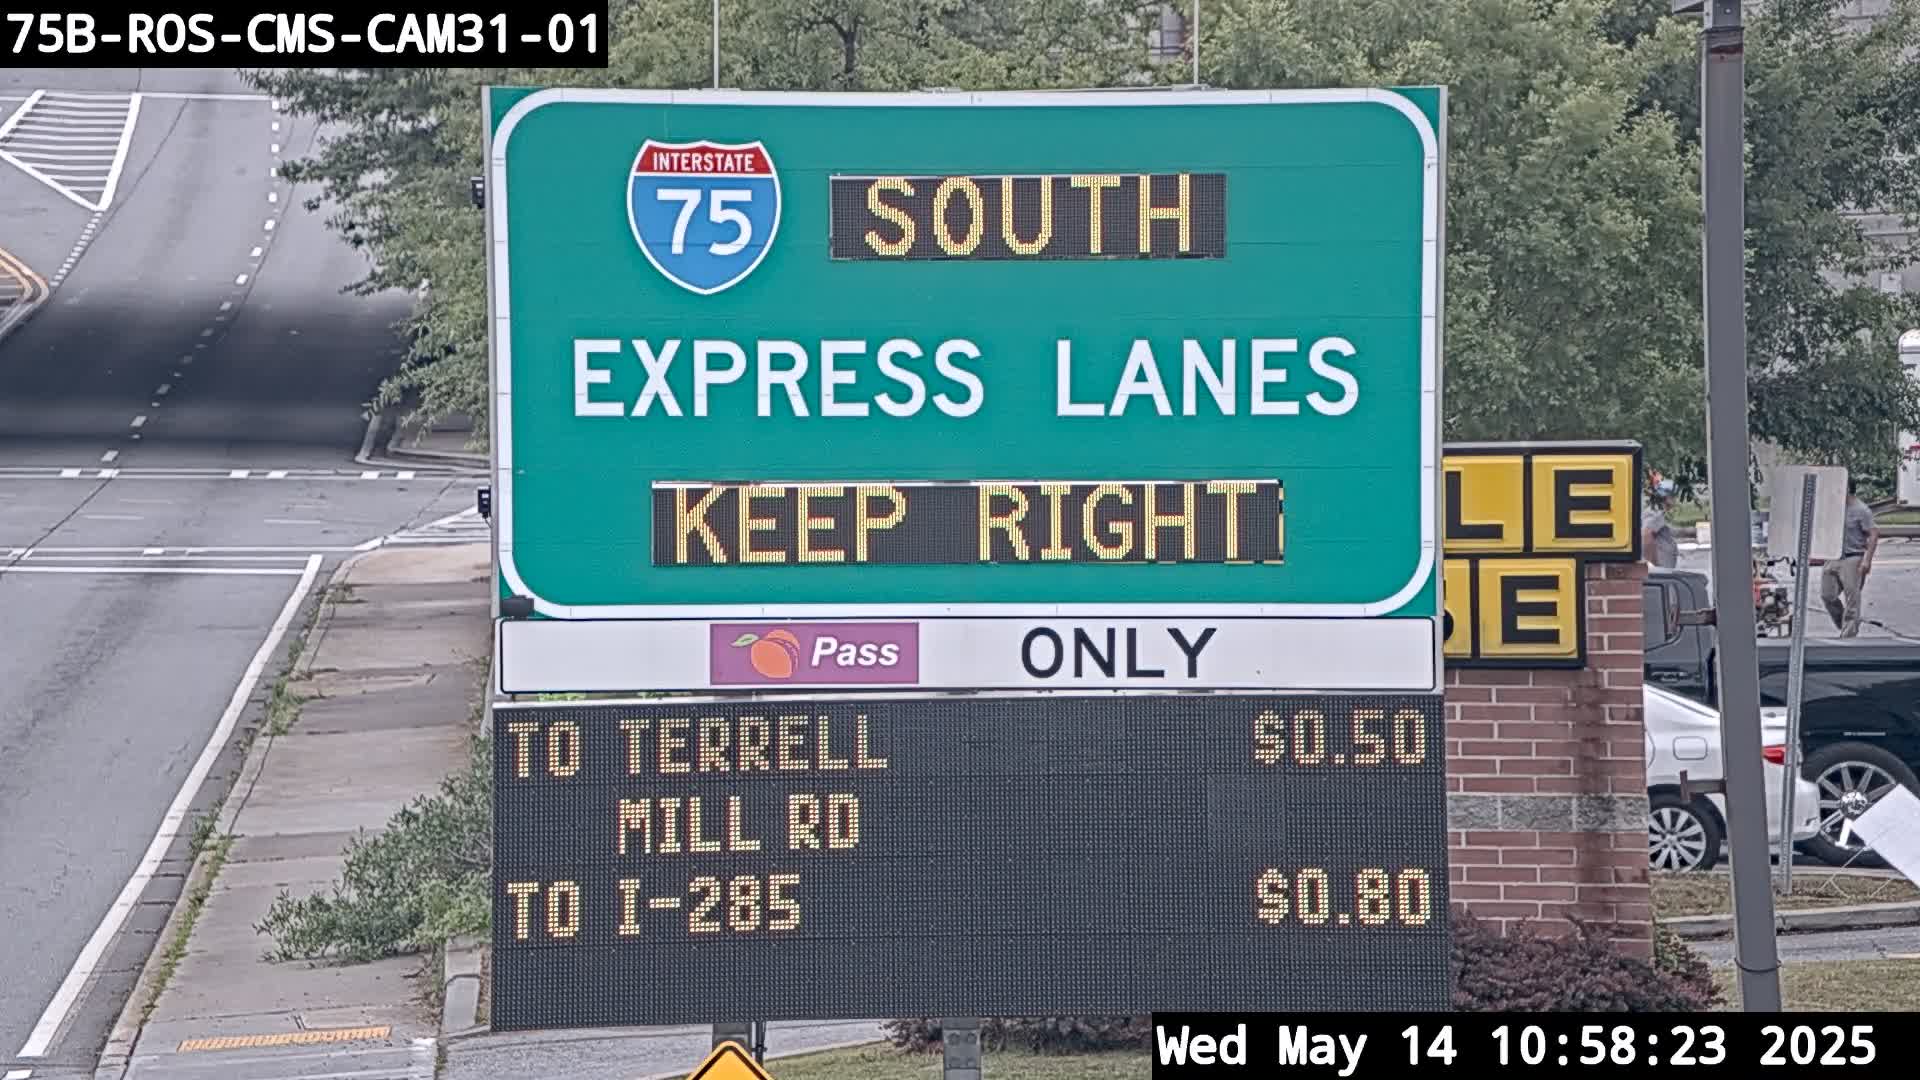 75B-ROS-CMS-CAM31-01
INTERSTATE
75
SOUTH
EXPRESS LANES
KEEP RIGHT
Pass ONLY
LE
E
TO TERRELL $0.50
MILL RD
TO I-285 $0.80
Wed May 14 10:58:23 2025